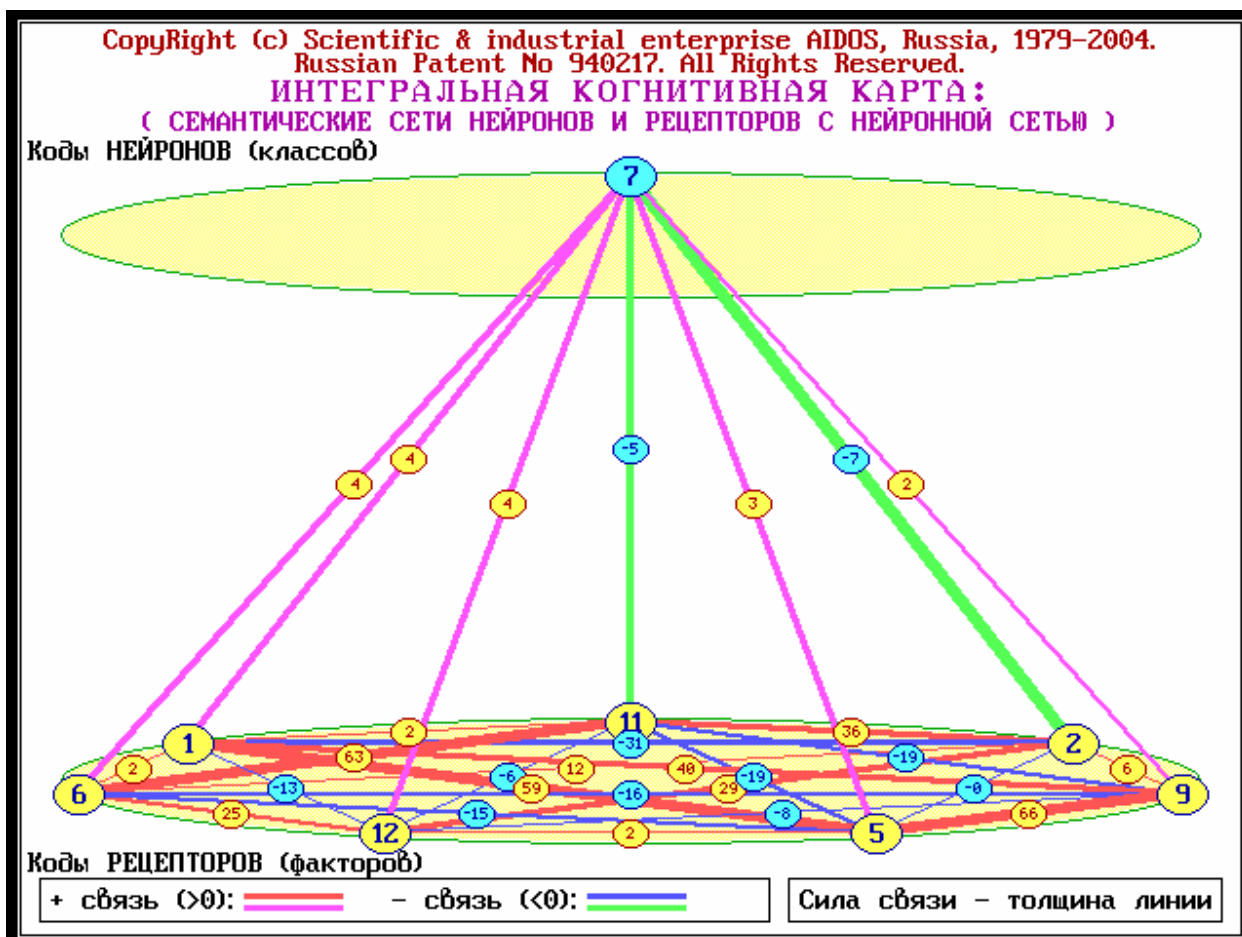 CopyRight (c) Scientific & industrial enterprise AIDOS, Russia, 1979-2004.
Russian Patent No 940217. All Rights Reserved.
ИНТЕГРАЛЬНАЯ КОГНИТИВНАЯ КАРТА:
( СЕМАНТИЧЕСКИЕ СЕТИ НЕЙРОНОВ И РЕЦЕПТОРОВ С НЕЙРОННОЙ СЕТЬЮ )
Коды НЕЙРОНОВ (классов)
7
4 4 4 -5 3 -7 2
1 2 11 36 2
63 -31 -19
6 2 -6 12 40 -19 6 9
-13 59 -16 29 -0
25 -15 -8 66
12 2 5
Коды РЕЦЕПТОРОВ (факторов)
+ связь (>0): - связь (<0): Сила связи - толщина линии